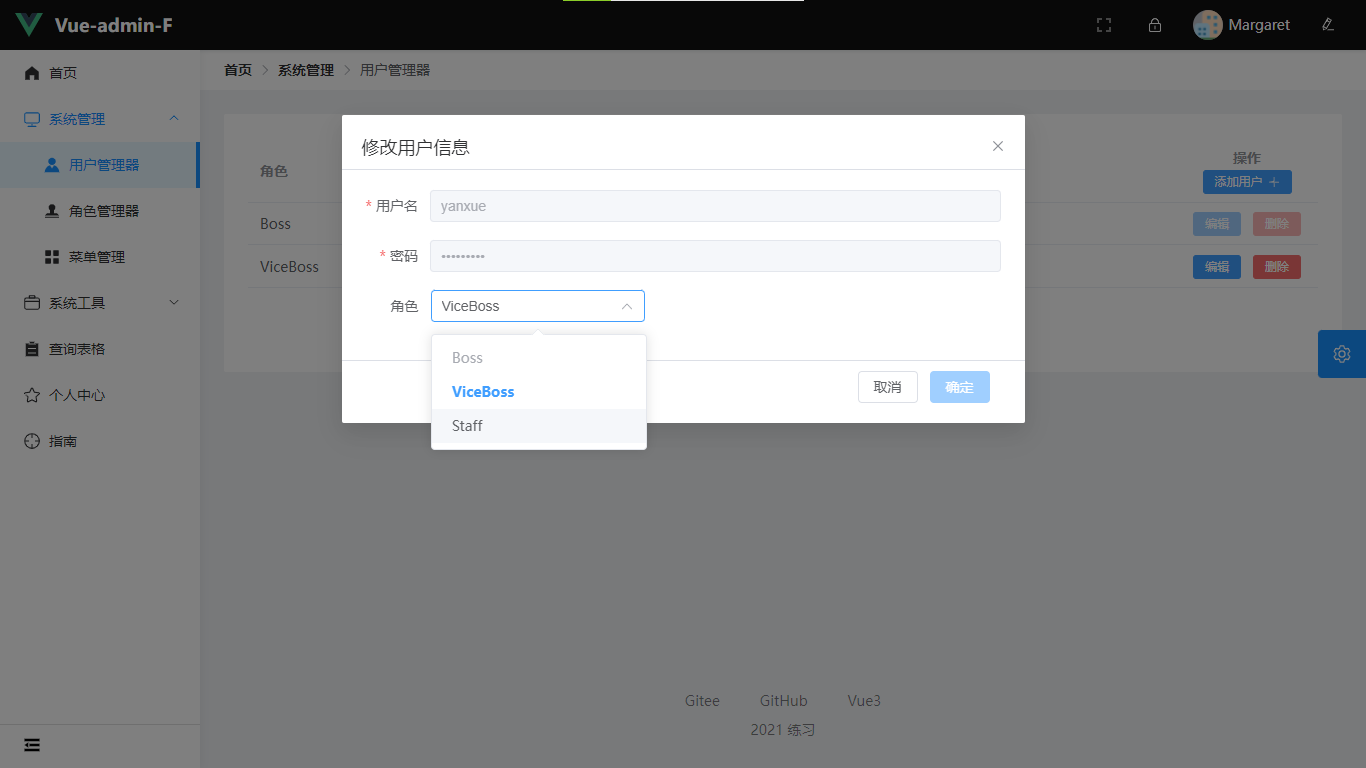 Vue-admin-F
Margaret
首页
系统管理
用户管理器
角色管理器
菜单管理
系统工具
查询表格
个人中心
指南
首页 系统管理 用户管理器
角色
操作
添加用户
Boss
编辑 删除
ViceBoss
编辑 删除
修改用户信息
* 用户名 yanxue
* 密码 •••••••••
角色 ViceBoss
Boss
ViceBoss
Staff
取消 确定
Gitee GitHub Vue3
2021 练习